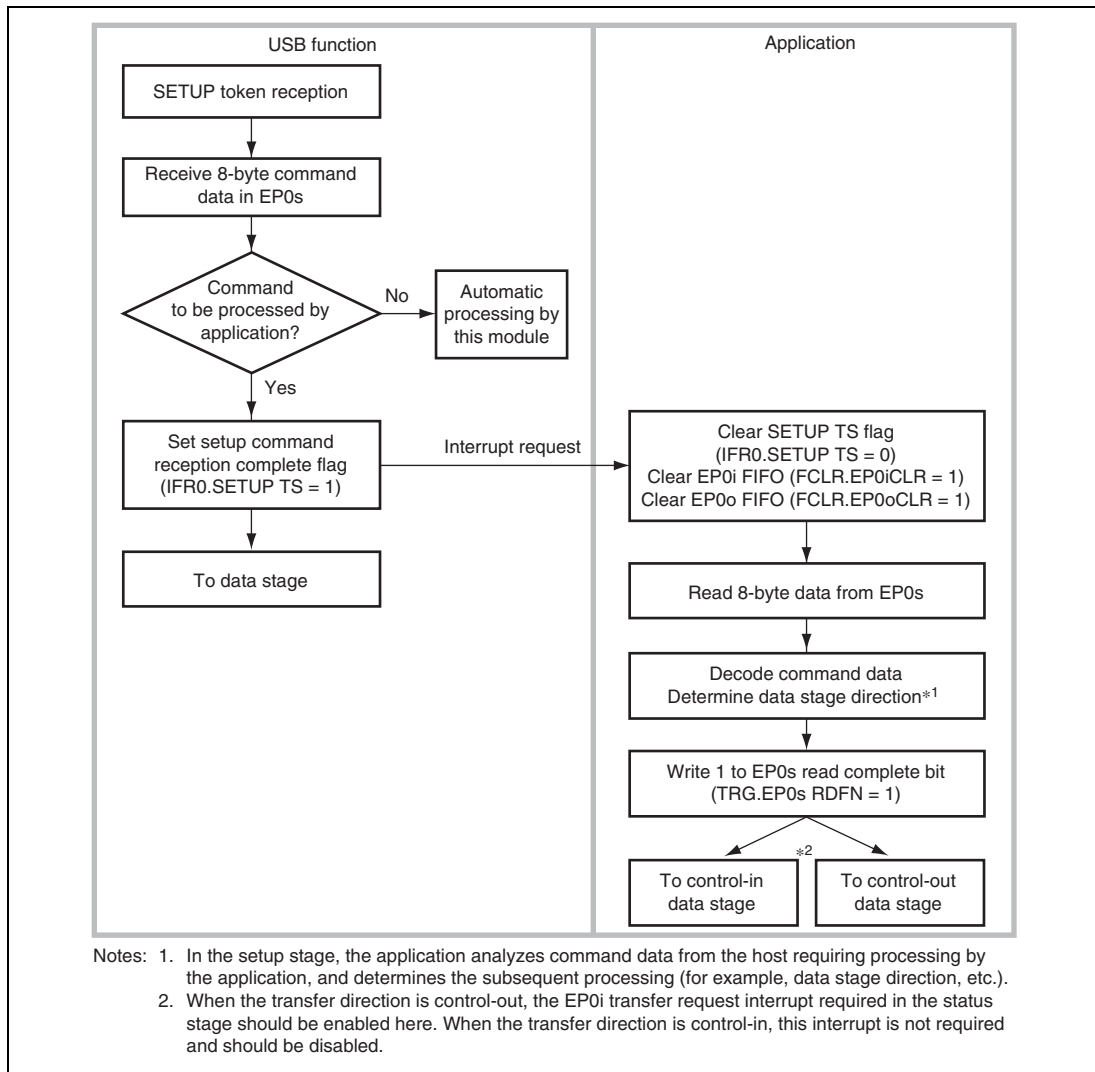 USB function
SETUP token reception
Receive 8-byte command
data in EP0s
Command
to be processed by
application?
No
Automatic
processing by
this module
Yes
Set setup command
reception complete flag
(IFR0.SETUP TS = 1)
Interrupt request
To data stage
Application
Clear SETUP TS flag
(IFR0.SETUP TS = 0)
Clear EP0i FIFO (FCLR.EP0iCLR = 1)
Clear EP0o FIFO (FCLR.EP0oCLR = 1)
Read 8-byte data from EP0s
Decode command data
Determine data stage direction*1
Write 1 to EP0s read complete bit
(TRG.EP0s RDFN = 1)
*2
To control-in
data stage
To control-out
data stage
Notes: 1. In the setup stage, the application analyzes command data from the host requiring processing by
the application, and determines the subsequent processing (for example, data stage direction, etc.).
2. When the transfer direction is control-out, the EP0i transfer request interrupt required in the status
stage should be enabled here. When the transfer direction is control-in, this interrupt is not required
and should be disabled.